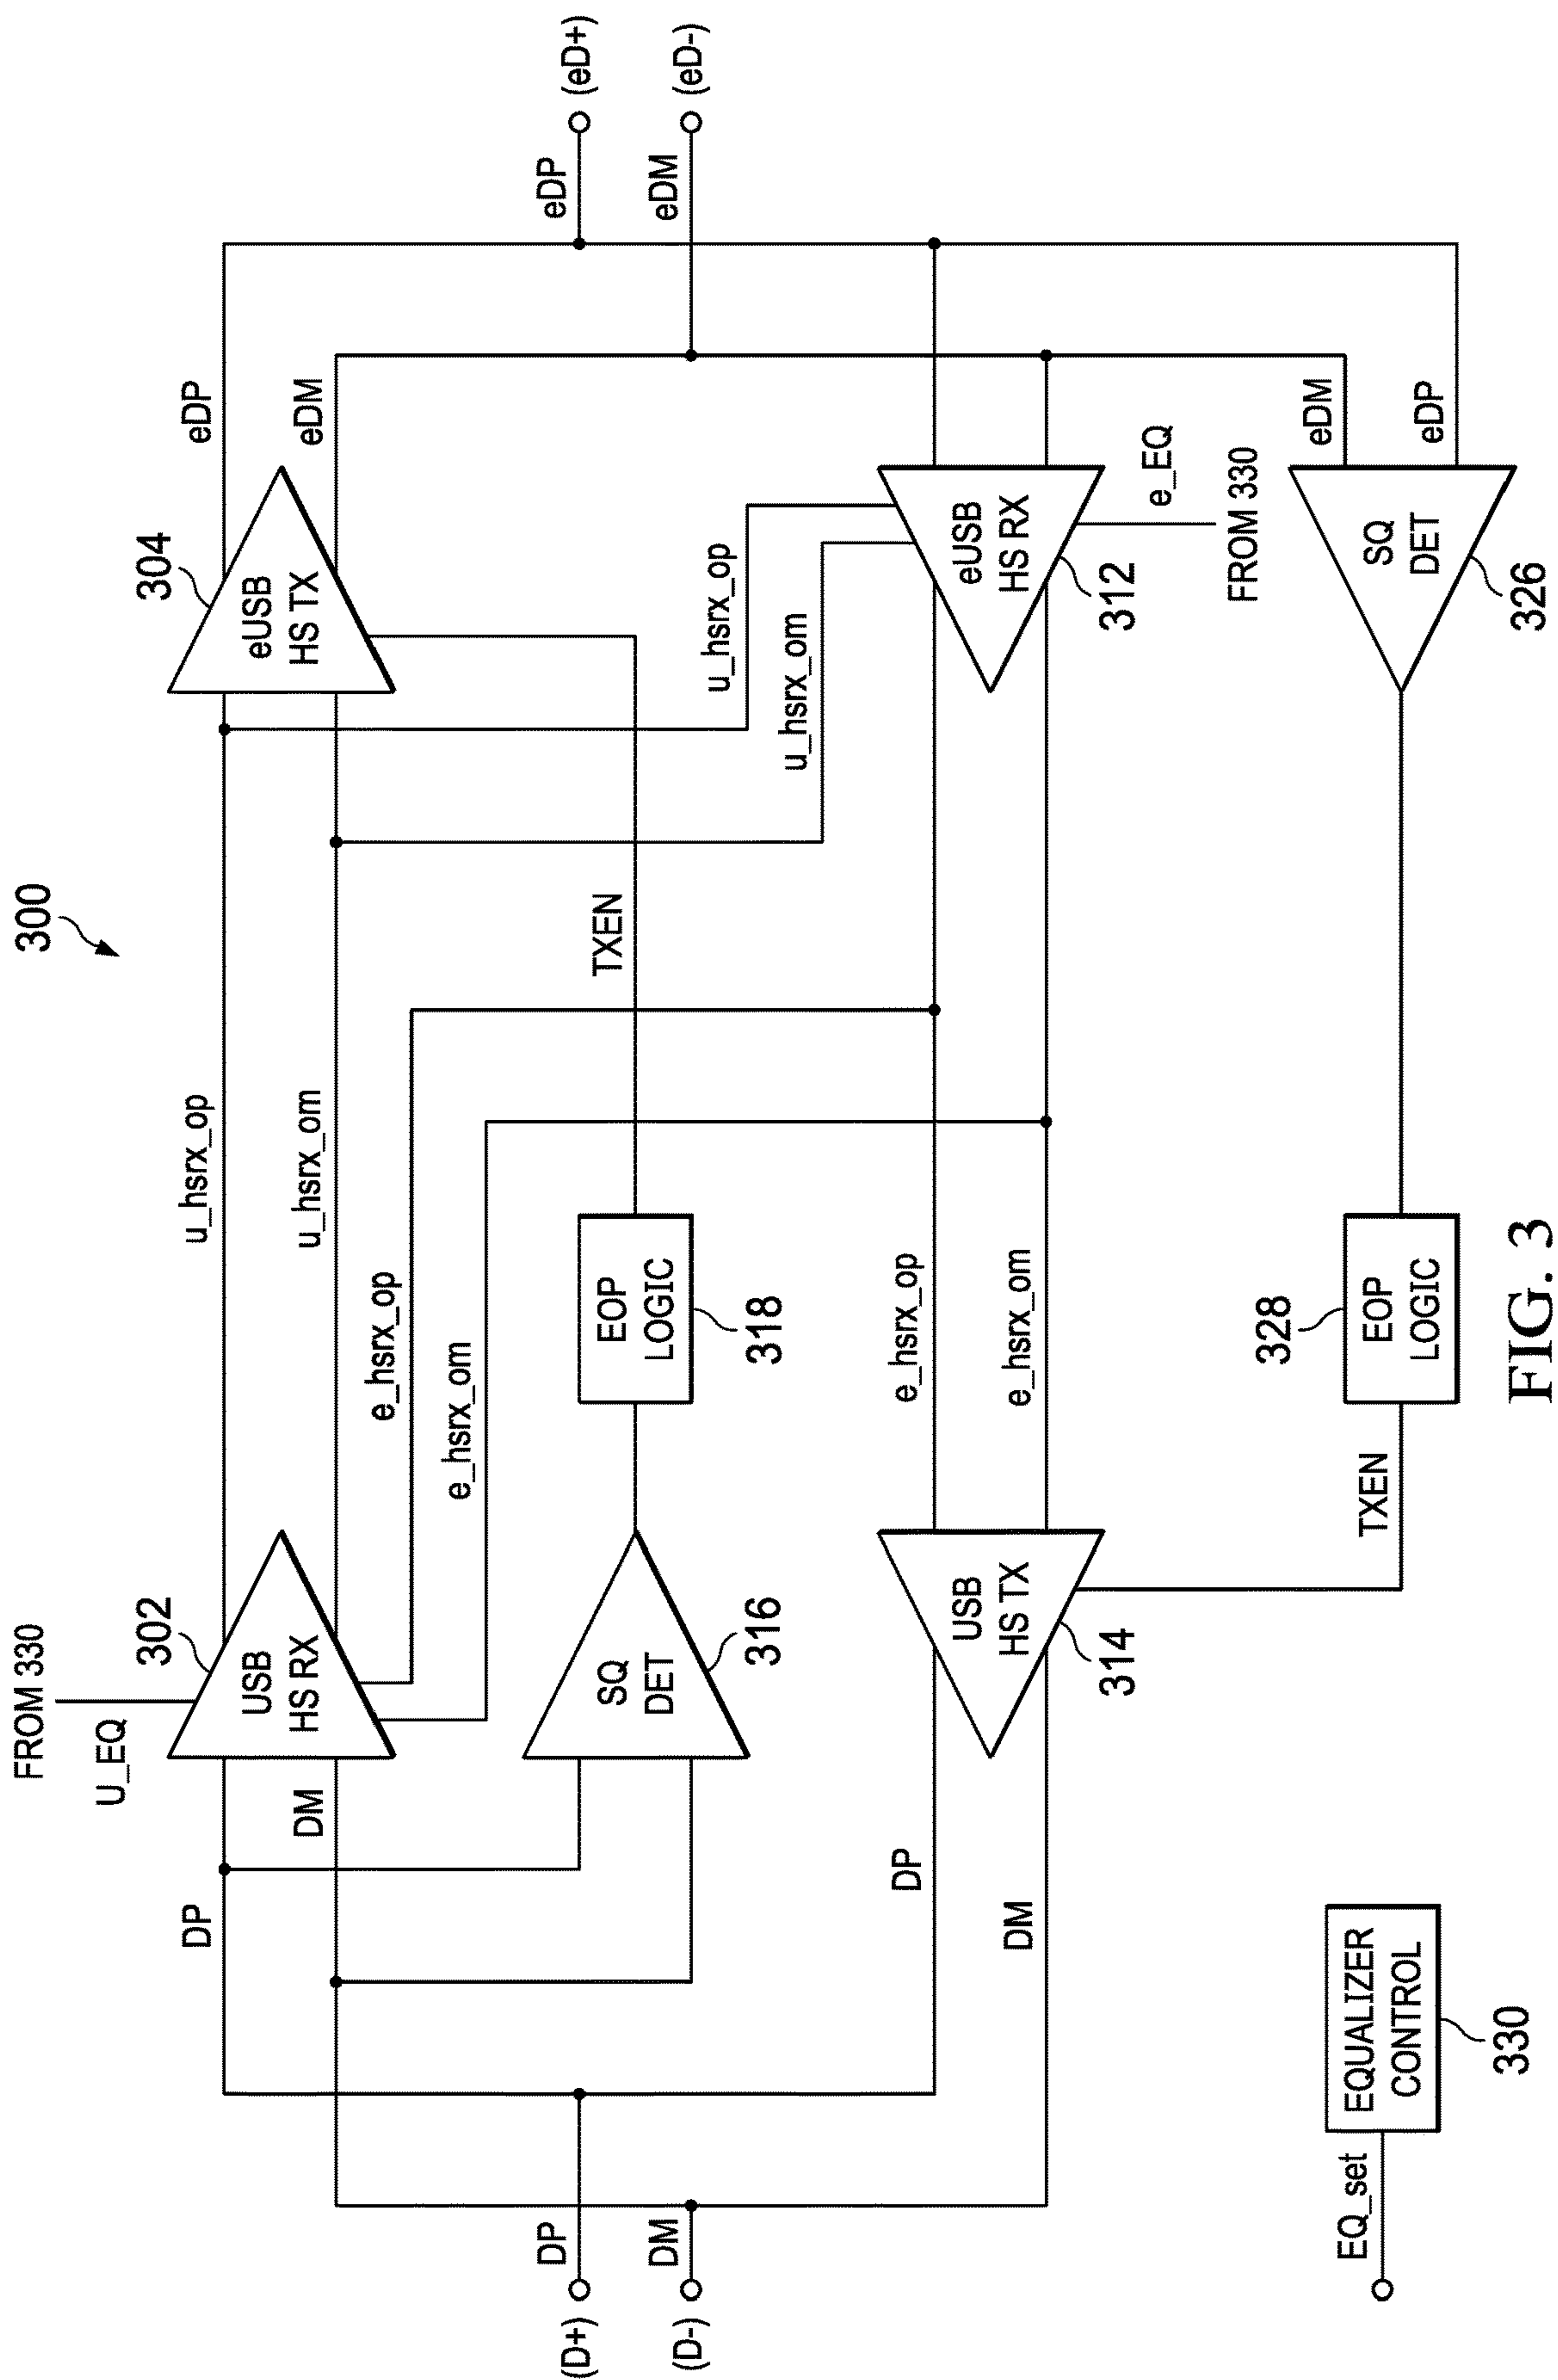 300
FROM 330
U_EQ
302
USB
HS RX
u_hsrx_op
304
eUSB
HS TX
eDP
DP
DM
u_hsrx_om
eDM
e_hsrx_op
e_hsrx_om
(D+)
DP
SQ
DET
316
EOP
LOGIC
318
TXEN
eDP
(eD+)
(D-)
DM
eDM
(eD-)
u_hsrx_op
u_hsrx_om
DP
USB
HS TX
314
e_hsrx_op
eUSB
HS RX
312
DM
e_hsrx_om
e_EQ
FROM 330
EQ_set
EQUALIZER
CONTROL
330
TXEN
328
EOP
LOGIC
SQ
DET
326
eDM
eDP
FIG. 3